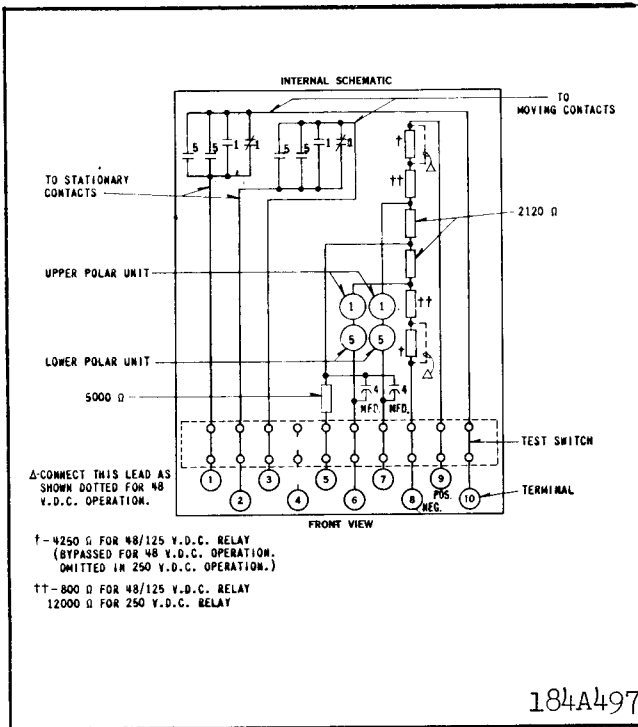 INTERNAL SCHEMATIC
TO
MOVING CONTACTS
5 5 1 1
5 5 1 1
TO STATIONARY
CONTACTS
†
Δ
††
2120 Ω
UPPER POLAR UNIT
1 1
††
LOWER POLAR UNIT
5 5
†
Δ
5000 Ω
4 4
MFD. MFD.
TEST SWITCH
Δ-CONNECT THIS LEAD AS
SHOWN DOTTED FOR 48
V.D.C. OPERATION.
1 2 3 4 5 6 7 8 9 10
NEG. POS.
TERMINAL
FRONT VIEW
†-4250 Ω FOR 48/125 V.D.C. RELAY
(BYPASSED FOR 48 V.D.C. OPERATION.
OMITTED IN 250 V.D.C. OPERATION.)
††-800 Ω FOR 48/125 V.D.C. RELAY
12000 Ω FOR 250 V.D.C. RELAY
184A497